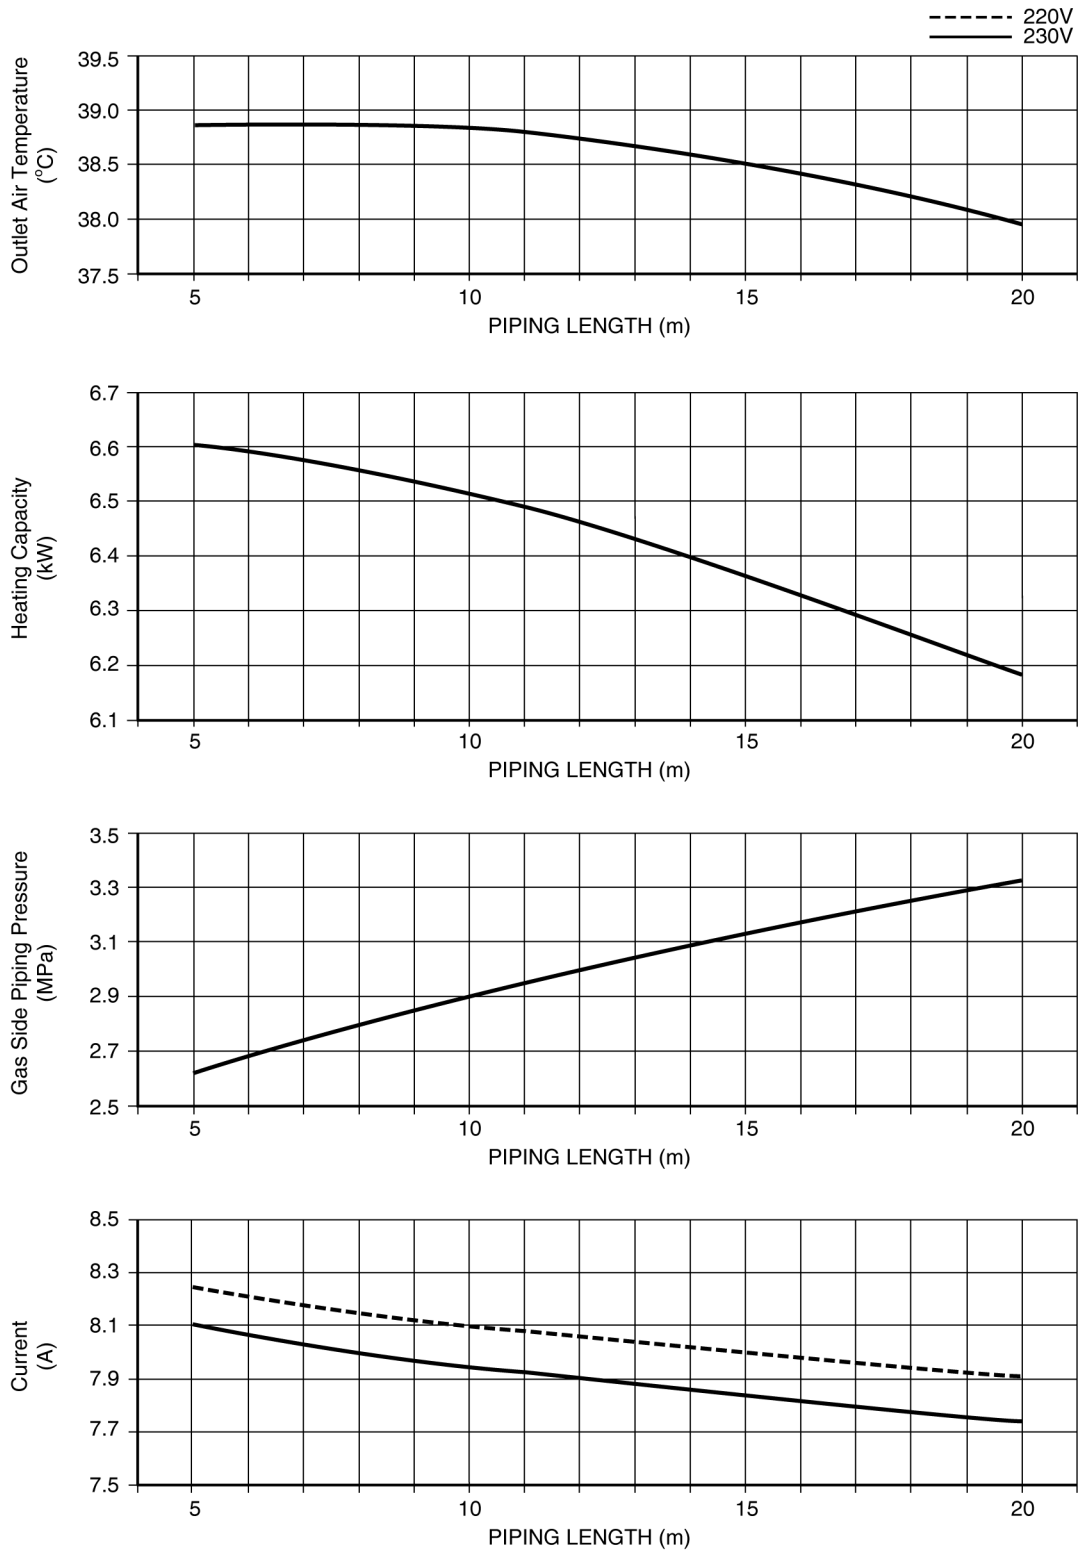 220V
230V
Outlet Air Temperature
(°C)
39.5
39.0
38.5
38.0
37.5
5 10 15 20
PIPING LENGTH (m)
Heating Capacity
(kW)
6.7
6.6
6.5
6.4
6.3
6.2
6.1
5 10 15 20
PIPING LENGTH (m)
Gas Side Piping Pressure
(MPa)
3.5
3.3
3.1
2.9
2.7
2.5
5 10 15 20
PIPING LENGTH (m)
Current
(A)
8.5
8.3
8.1
7.9
7.7
7.5
5 10 15 20
PIPING LENGTH (m)